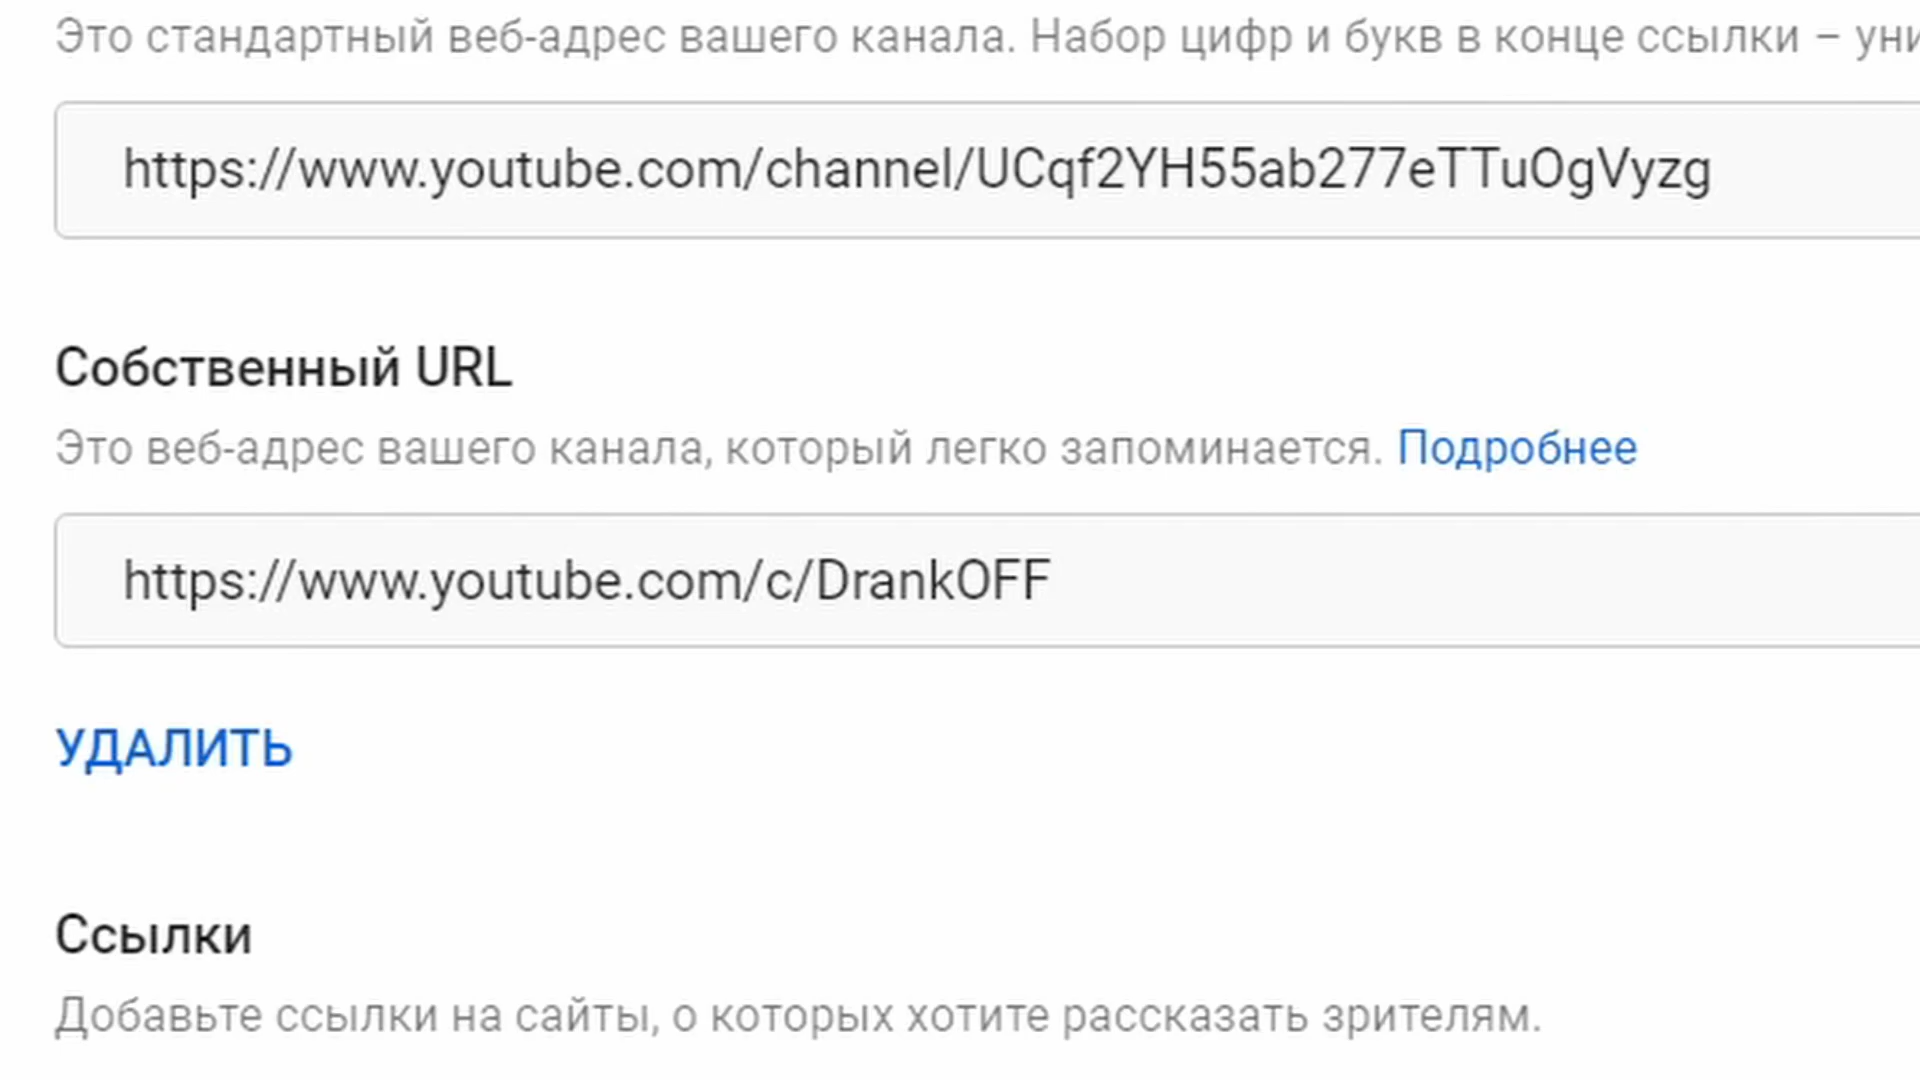 Это стандартный веб-адрес вашего канала. Набор цифр и букв в конце ссылки – уни
https://www.youtube.com/channel/UCqf2YH55ab277eTTuOgVyzg
Собственный URL
Это веб-адрес вашего канала, который легко запоминается. Подробнее
https://www.youtube.com/c/DrankOFF
УДАЛИТЬ
Ссылки
Добавьте ссылки на сайты, о которых хотите рассказать зрителям.